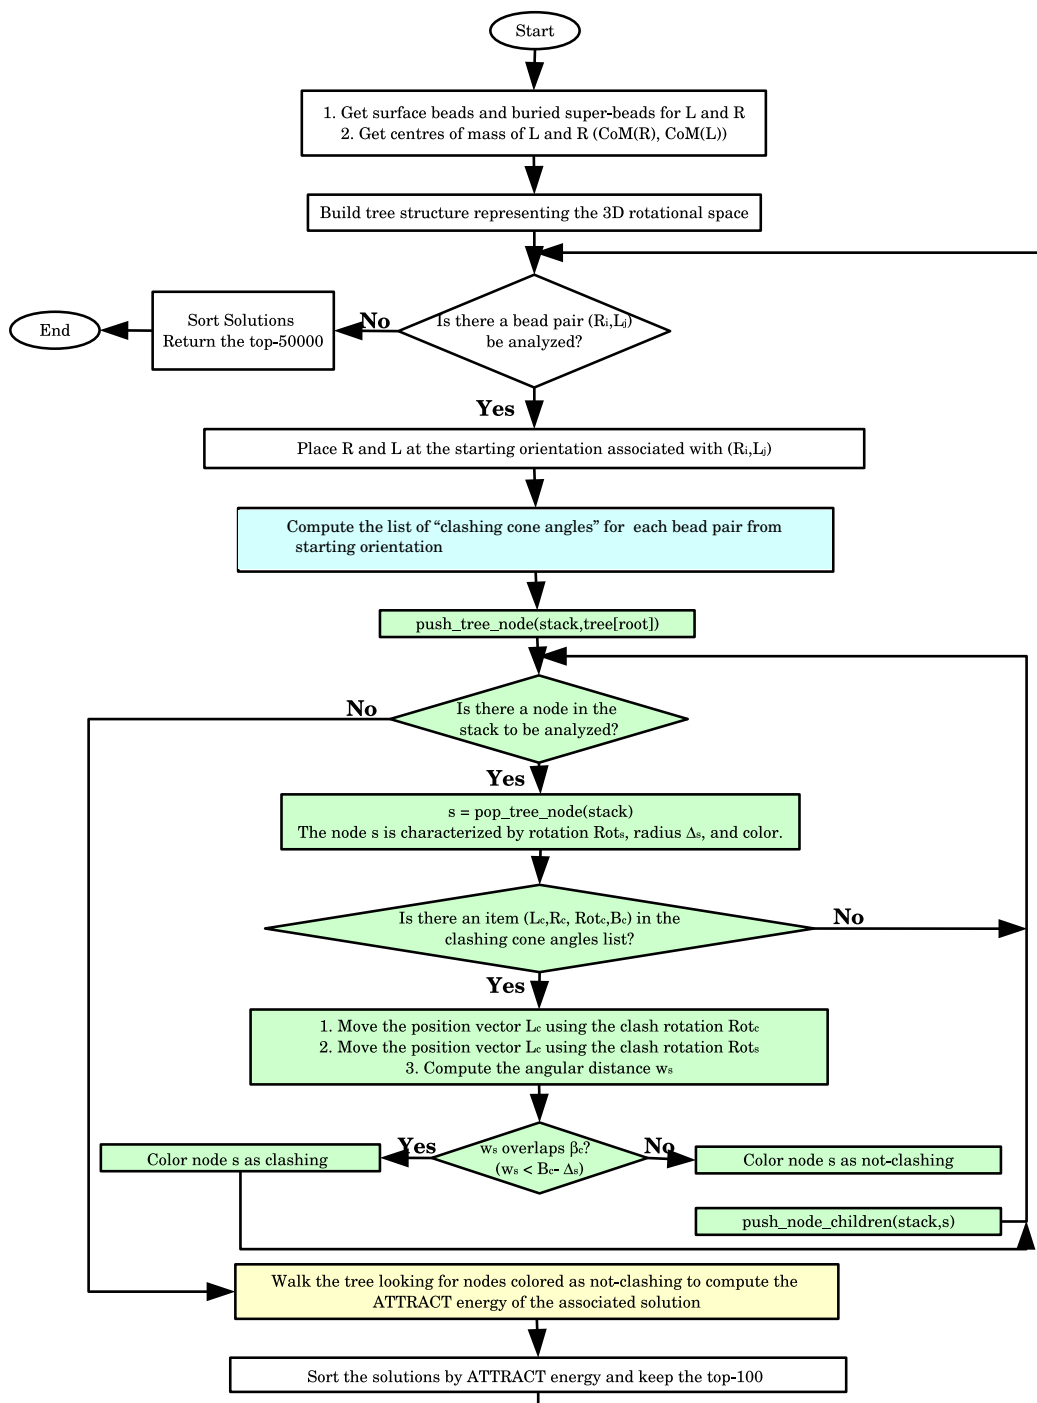 Start
1. Get surface beads and buried super-beads for L and R
2. Get centres of mass of L and R (CoM(R), CoM(L))
Build tree structure representing the 3D rotational space
Is there a bead pair (Ri,Lj)
be analyzed?
No
Sort Solutions
Return the top-50000
End
Yes
Place R and L at the starting orientation associated with (Ri,Lj)
Compute the list of “clashing cone angles” for each bead pair from
starting orientation
push_tree_node(stack,tree[root])
Is there a node in the
stack to be analyzed?
No
Yes
s = pop_tree_node(stack)
The node s is characterized by rotation Rots, radius Δs, and color.
Is there an item (Lc,Rc, Rotc,Bc) in the
clashing cone angles list?
No
Yes
1. Move the position vector Lc using the clash rotation Rotc
2. Move the position vector Lc using the clash rotation Rots
3. Compute the angular distance ws
ws overlaps βc?
(ws < Bc- Δs)
Yes
No
Color node s as clashing
Color node s as not-clashing
push_node_children(stack,s)
Walk the tree looking for nodes colored as not-clashing to compute the
ATTRACT energy of the associated solution
Sort the solutions by ATTRACT energy and keep the top-100